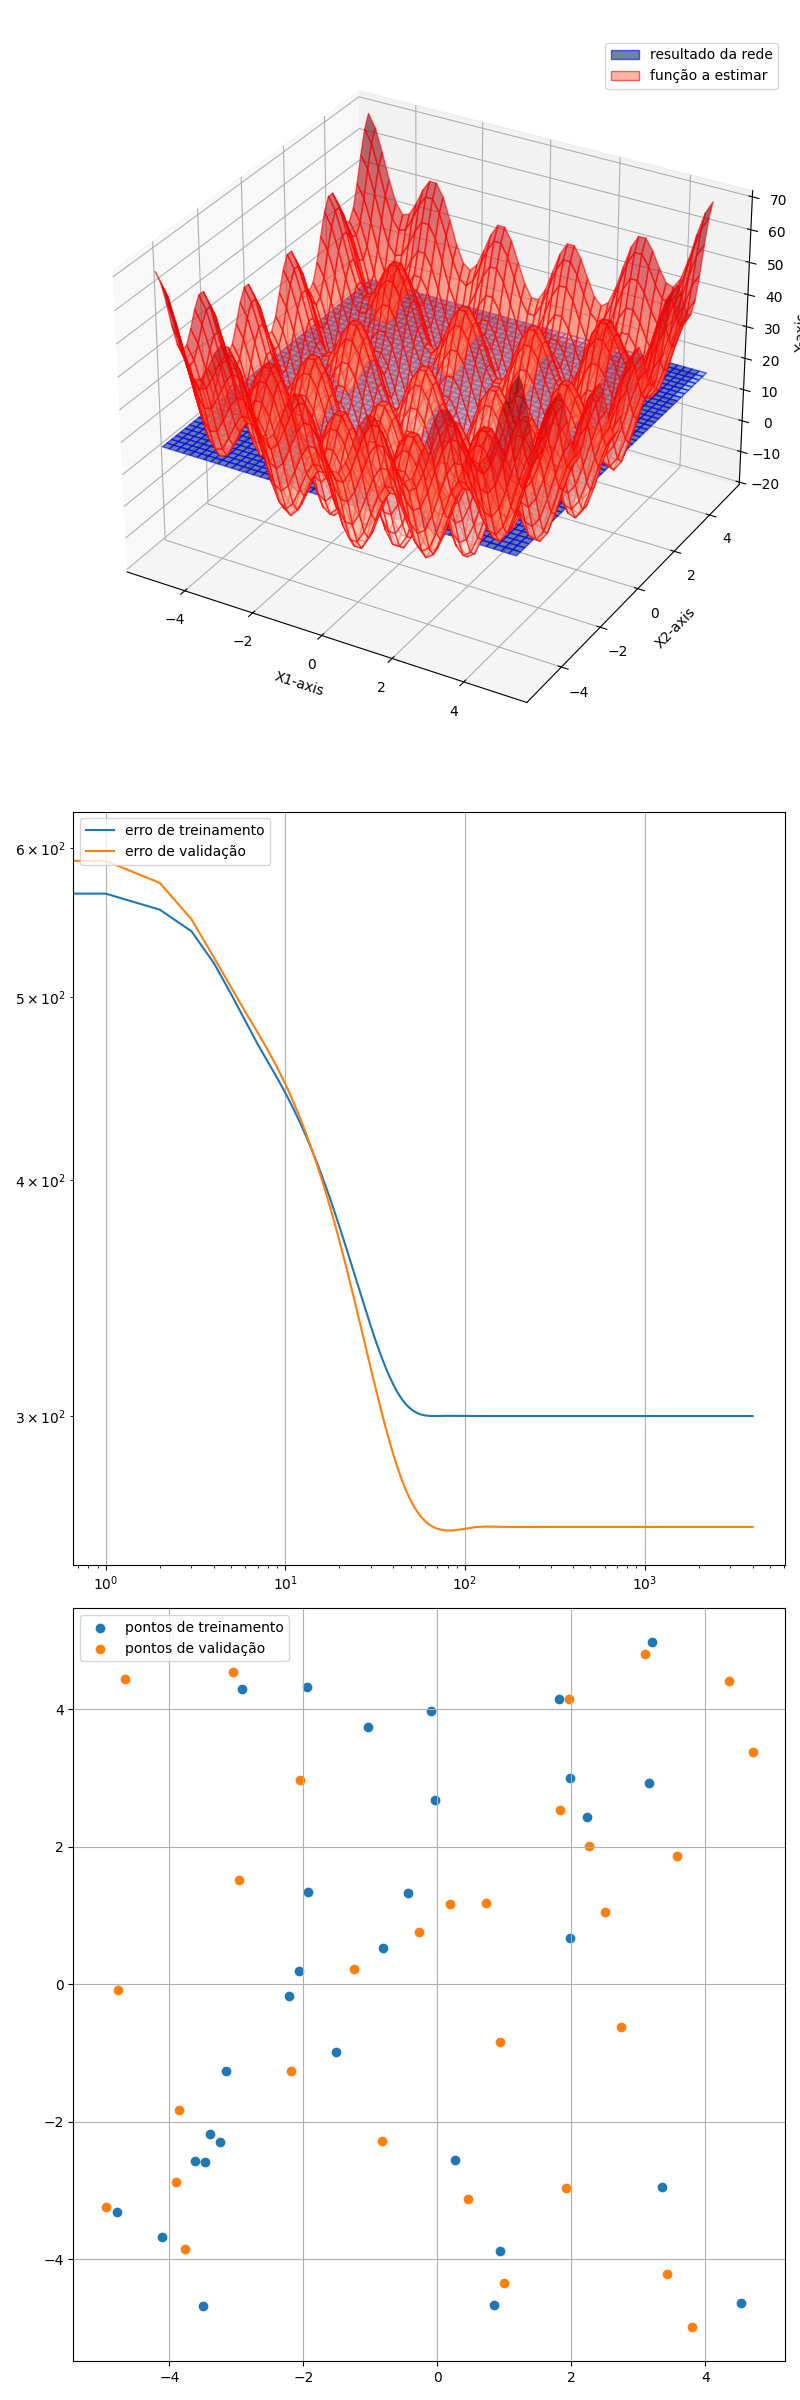 resultado da rede
função a estimar
70
60
50
40
30
20
10
0
−10
−20
−4
−2
0
2
4
X1-axis
−4
−2
0
2
4
X2-axis
erro de treinamento
erro de validação
6 × 10²
5 × 10²
4 × 10²
3 × 10²
10⁰
10¹
10²
10³
pontos de treinamento
pontos de validação
4
2
0
−2
−4
−4
−2
0
2
4